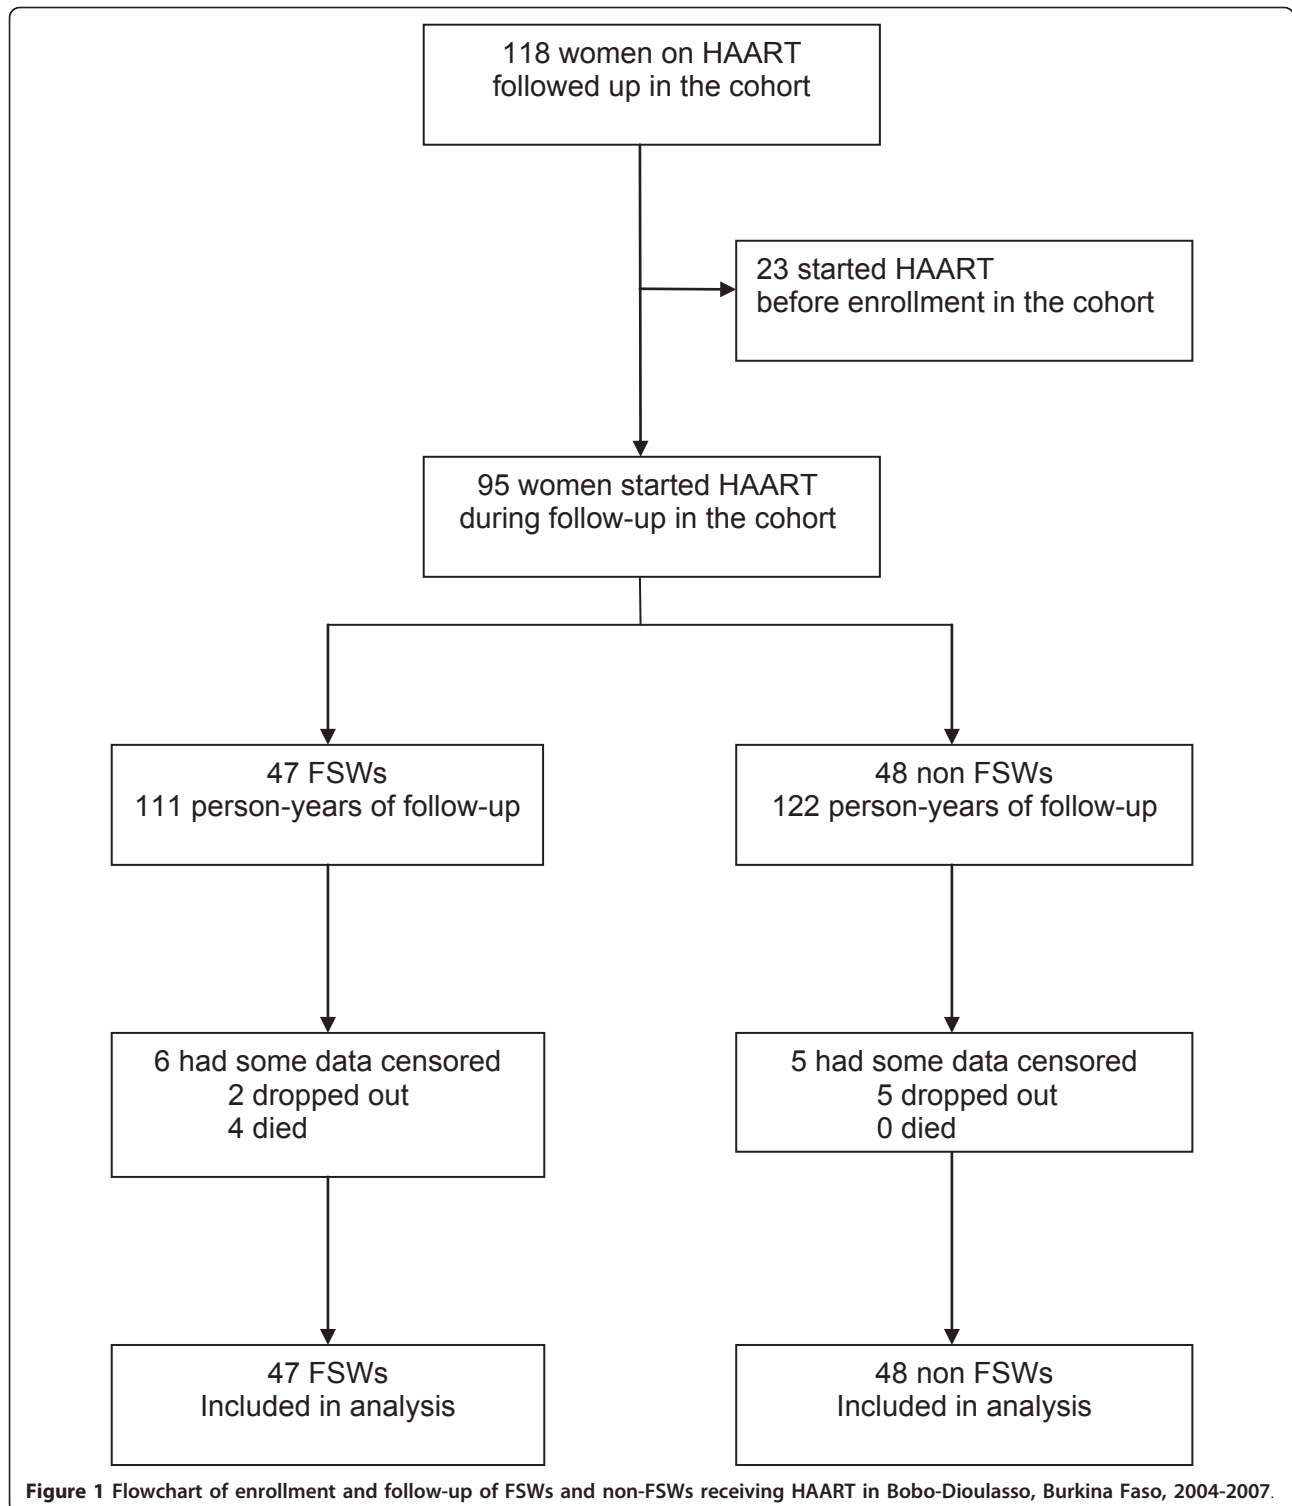 118 women on HAART
followed up in the cohort
23 started HAART
before enrollment in the cohort
95 women started HAART
during follow-up in the cohort
47 FSWs
111 person-years of follow-up
48 non FSWs
122 person-years of follow-up
6 had some data censored
2 dropped out
4 died
5 had some data censored
5 dropped out
0 died
47 FSWs
Included in analysis
48 non FSWs
Included in analysis
Figure 1 Flowchart of enrollment and follow-up of FSWs and non-FSWs receiving HAART in Bobo-Dioulasso, Burkina Faso, 2004-2007.